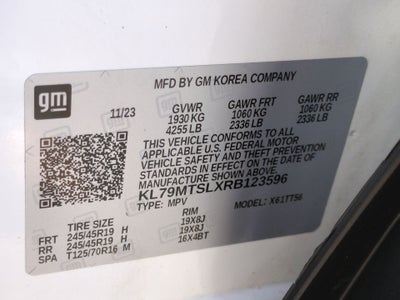 gm
MFD BY GM KOREA COMPANY
11/23 GVWR GAWR FRT GAWR RR
1930 KG 1060 KG 1060 KG
4255 LB 2336 LB 2336 LB
THIS VEHICLE CONFORMS TO ALL
APPLICABLE U.S. FEDERAL MOTOR
VEHICLE SAFETY AND THEFT
PREVENTION STANDARDS IN EFFECT ON
THE DATE OF MANUFACTURE SHOWN ABOVE.
KL79MTSLXRB123596
TYPE: MPV MODEL: X61TT56
TIRE SIZE RIM
FRT 245/45R19 H 19X8J
RR 245/45R19 H 19X8J
SPA T125/70R16 M 16X4BT